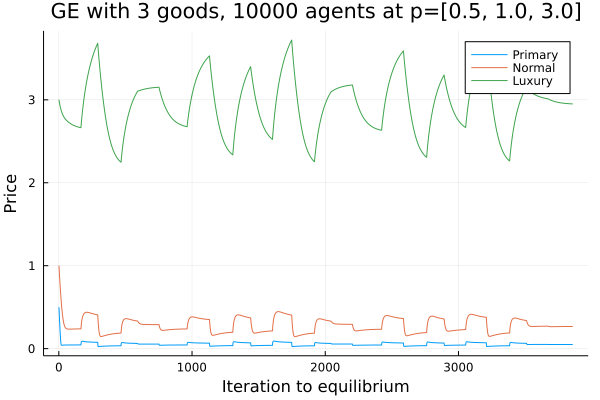 GE with 3 goods, 10000 agents at p=[0.5, 1.0, 3.0]
Primary
Normal
Luxury
Price
3
2
1
0
0
1000
2000
3000
Iteration to equilibrium